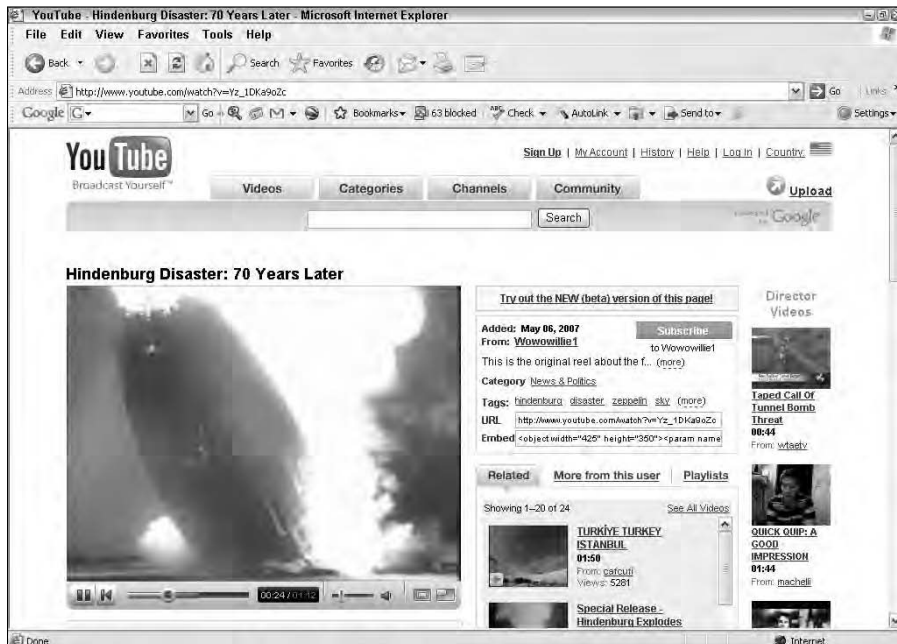 YouTube - Hindenburg Disaster: 70 Years Later - Microsoft Internet Explorer
File Edit View Favorites Tools Help
Back Search Favorites
Address http://www.youtube.com/watch?v=Yz_1DKa9oZc Go Links
Google G Go Bookmarks 63 blocked ABC Check AutoLink Send to Settings
You Tube
Broadcast Yourself™
Sign Up | My Account | History | Help | Log In | Country:
Videos Categories Channels Community Upload
Search Google
Hindenburg Disaster: 70 Years Later
00:24 / 01:12
Try out the NEW (beta) version of this page!
Added: May 06, 2007
From: Wowowillie1
Subscribe
to Wowowillie1
This is the original reel about the f... (more)
Category News & Politics
Tags: hindenburg disaster zeppelin sky (more)
URL http://www.youtube.com/watch?v=Yz_1DKa9oZc
Embed <object width="425" height="350"><param name
Related More from this user Playlists
Showing 1-20 of 24 See All Videos
TURKİYE TURKEY
ISTANBUL
01:50
From: cafcuti
Views: 5281
Special Release -
Hindenburg Explodes
Director
Videos
Taped Call Of
Tunnel Bomb
Threat
00:44
From: wtaetv
QUICK QUIP: A
GOOD
IMPRESSION
01:44
From: machelli
Done Internet